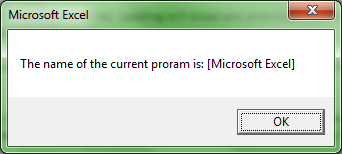 Microsoft Excel
The name of the current proram is: [Microsoft Excel]
OK